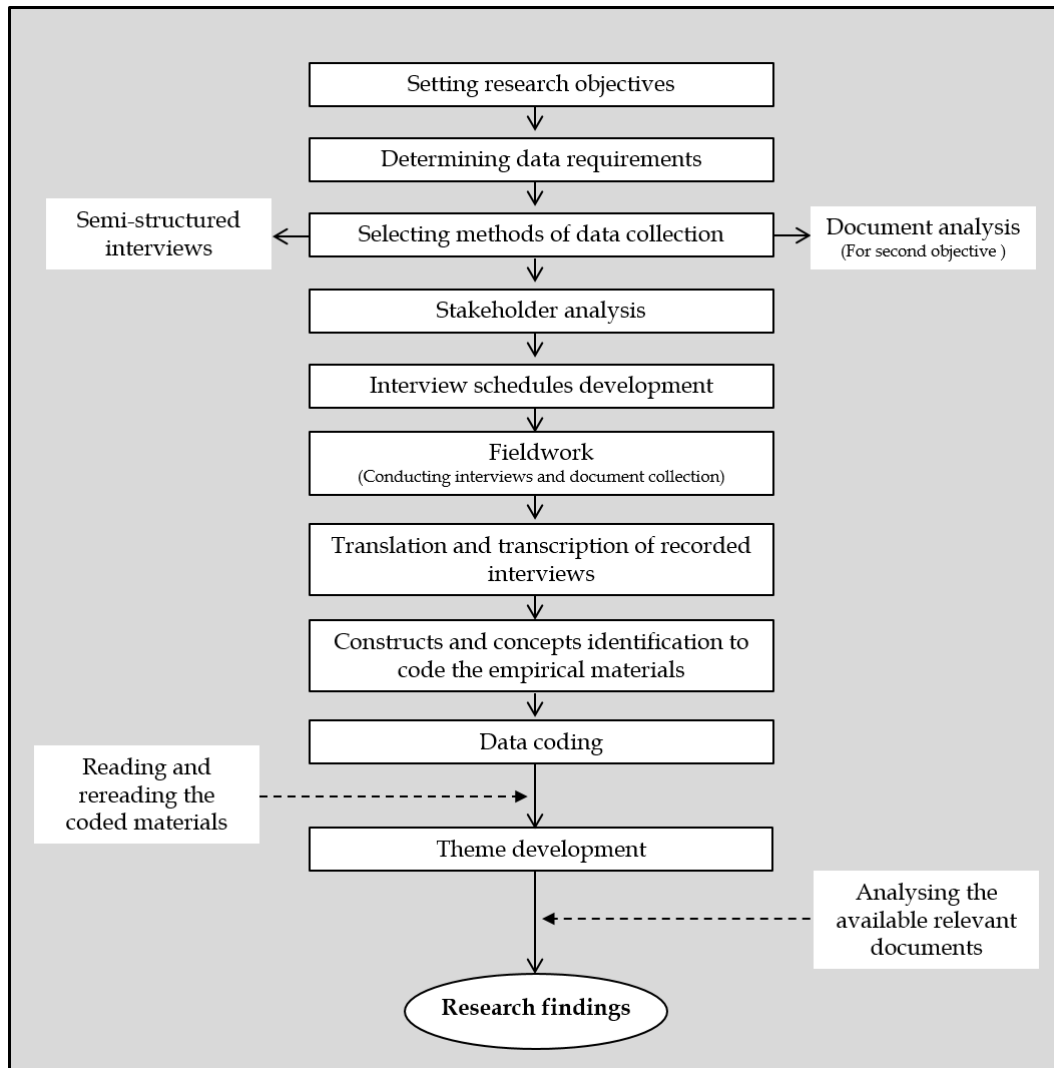 Setting research objectives
Determining data requirements
Semi-structured
interviews
Selecting methods of data collection
Document analysis
(For second objective )
Stakeholder analysis
Interview schedules development
Fieldwork
(Conducting interviews and document collection)
Translation and transcription of recorded
interviews
Constructs and concepts identification to
code the empirical materials
Data coding
Reading and
rereading the
coded materials
Theme development
Analysing the
available relevant
documents
Research findings